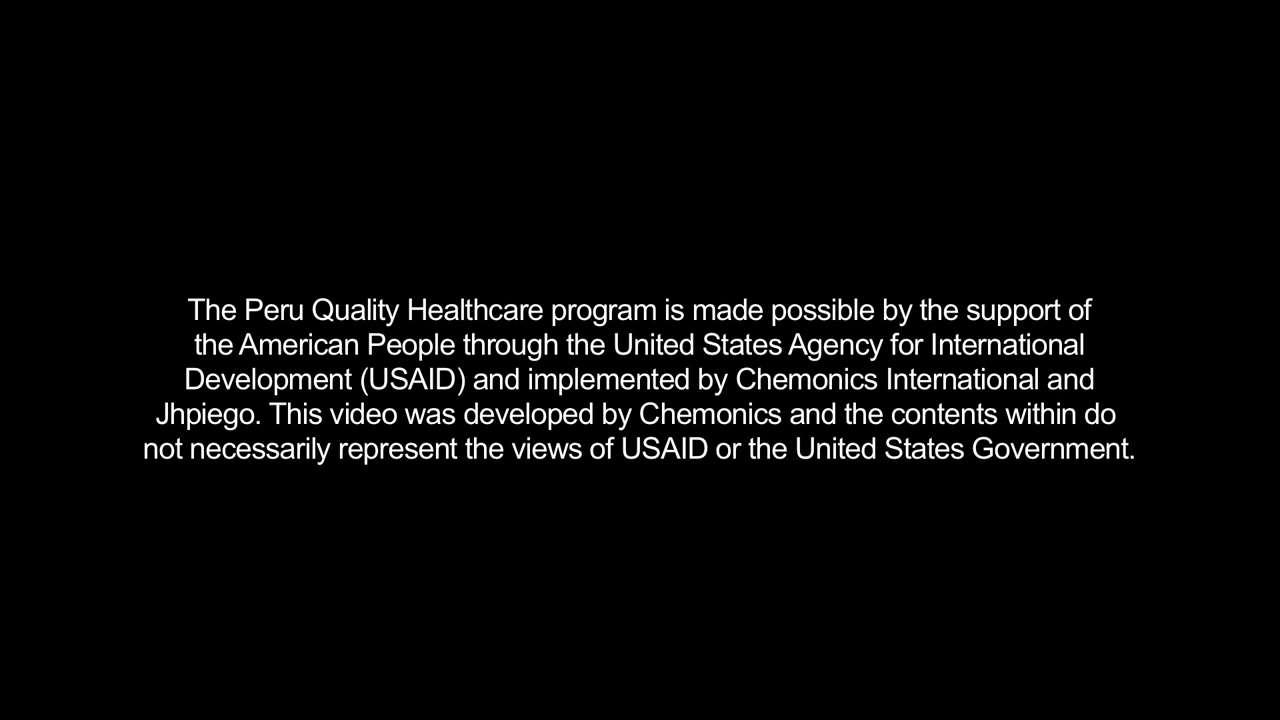 The Peru Quality Healthcare program is made possible by the support of
the American People through the United States Agency for International
Development (USAID) and implemented by Chemonics International and
Jhpiego. This video was developed by Chemonics and the contents within do
not necessarily represent the views of USAID or the United States Government.